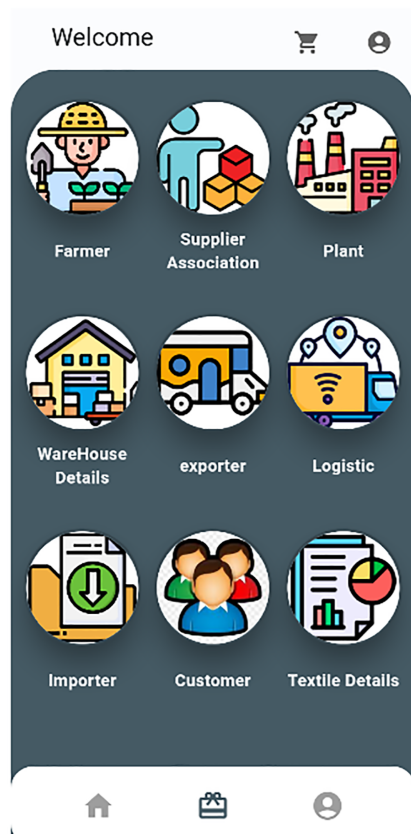 Welcome
Farmer
Supplier
Association
Plant
WareHouse
Details
exporter
Logistic
Importer
Customer
Textile Details